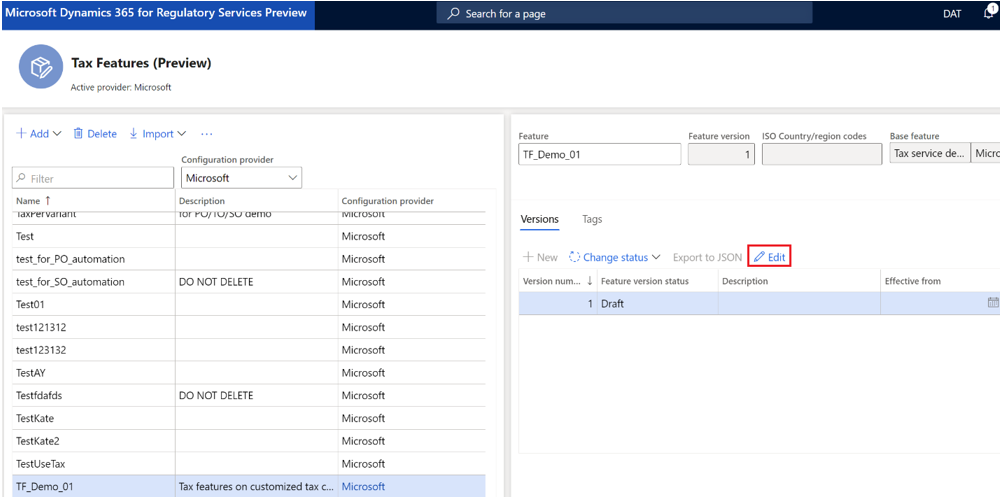 Microsoft Dynamics 365 for Regulatory Services Preview
Search for a page
DAT
1
Tax Features (Preview)
Active provider: Microsoft
Add
Delete
Import
...
Configuration provider
Filter
Microsoft
Name ↑
Description
Configuration provider
TaxPerVariant for PO/TO/SO demo Microsoft
Test Microsoft
test_for_PO_automation Microsoft
test_for_SO_automation DO NOT DELETE Microsoft
Test01 Microsoft
test121312 Microsoft
test123132 Microsoft
TestAY Microsoft
Testfdafds DO NOT DELETE Microsoft
TestKate Microsoft
TestKate2 Microsoft
TestUseTax Microsoft
TF_Demo_01 Tax features on customized tax c... Microsoft
Feature
Feature version
ISO Country/region codes
Base feature
TF_Demo_01
1
Tax service de...
Micro
Versions
Tags
New
Change status
Export to JSON
Edit
Version num... ↓
Feature version status
Description
Effective from
1 Draft